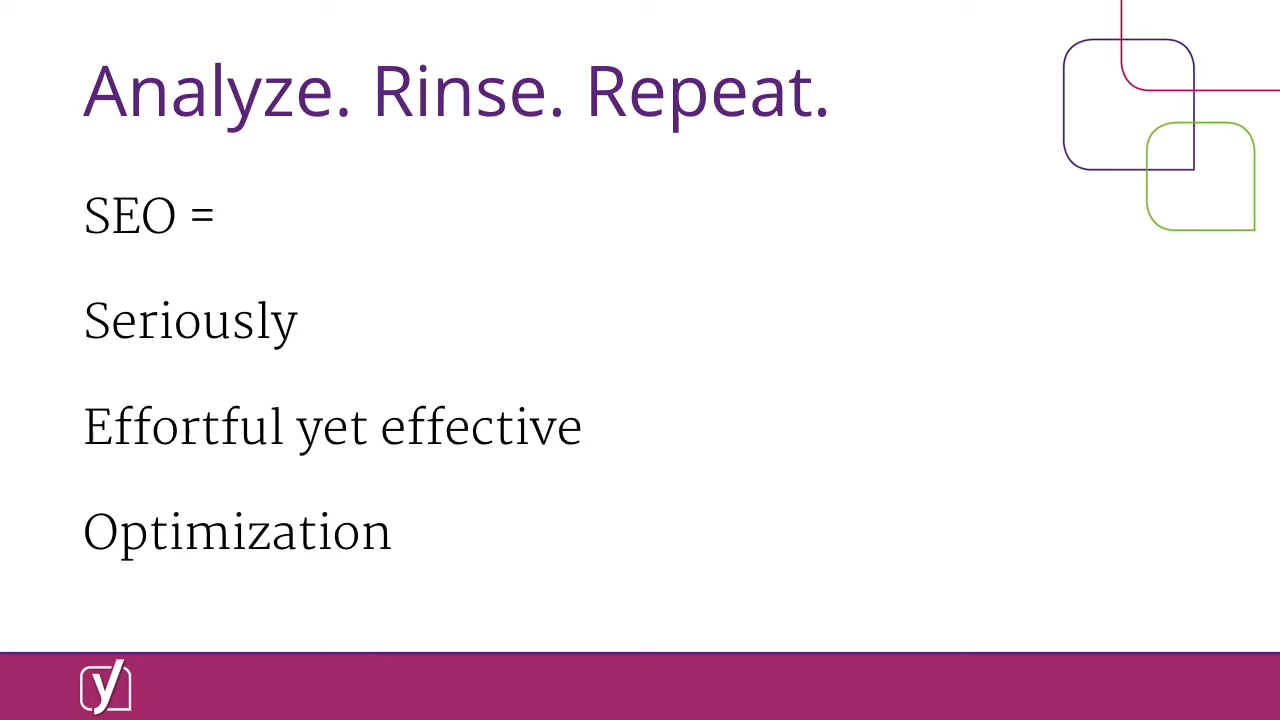 Analyze. Rinse. Repeat.
SEO =
Seriously
Effortful yet effective
Optimization
y